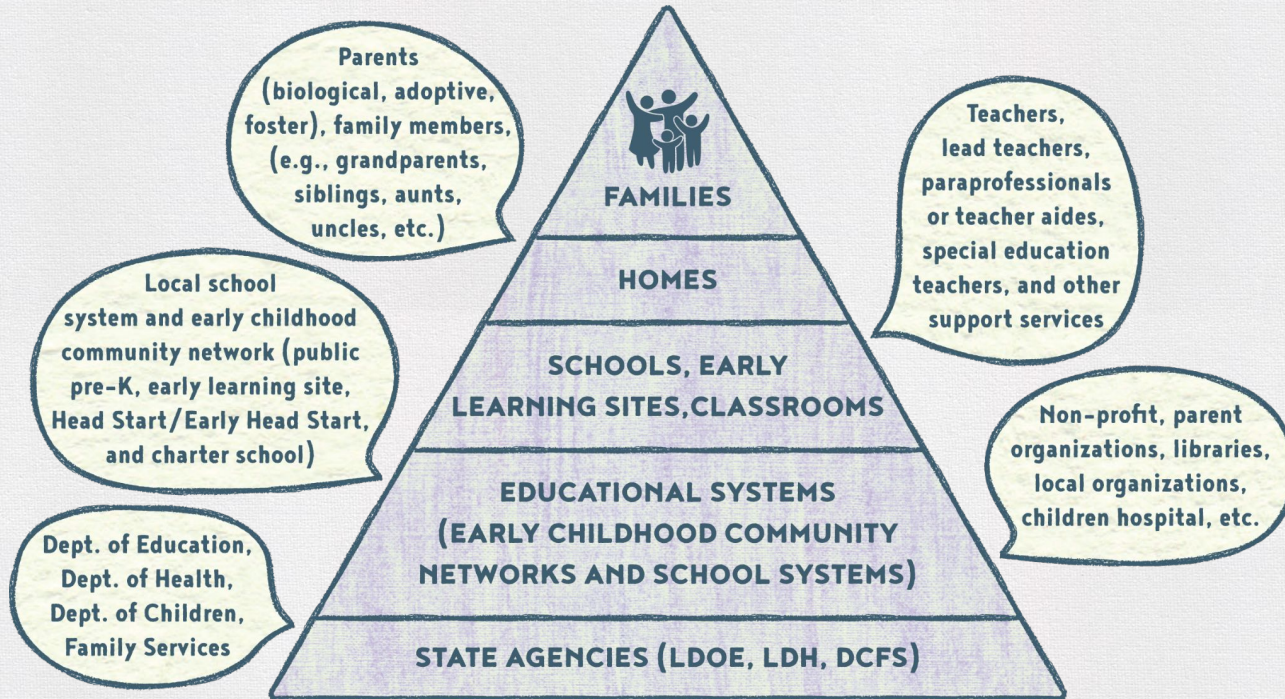 Parents
(biological, adoptive,
foster), family members,
(e.g., grandparents,
siblings, aunts,
uncles, etc.)
Local school
system and early childhood
community network (public
pre-K, early learning site,
Head Start/Early Head Start,
and charter school)
Dept. of Education,
Dept. of Health,
Dept. of Children,
Family Services
FAMILIES
HOMES
SCHOOLS, EARLY
LEARNING SITES,CLASSROOMS
EDUCATIONAL SYSTEMS
(EARLY CHILDHOOD COMMUNITY
NETWORKS AND SCHOOL SYSTEMS)
STATE AGENCIES (LDOE, LDH, DCFS)
Teachers,
lead teachers,
paraprofessionals
or teacher aides,
special education
teachers, and other
support services
Non-profit, parent
organizations, libraries,
local organizations,
children hospital, etc.